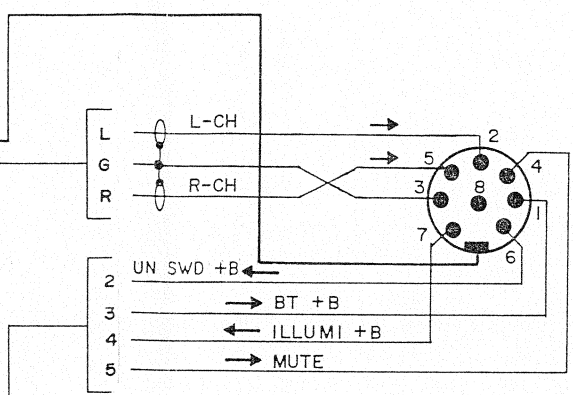 L L-CH 2
G 5 4
R R-CH 3 8 1
7 6
2 UN SWD +B
3 BT +B
4 ILLUMI +B
5 MUTE